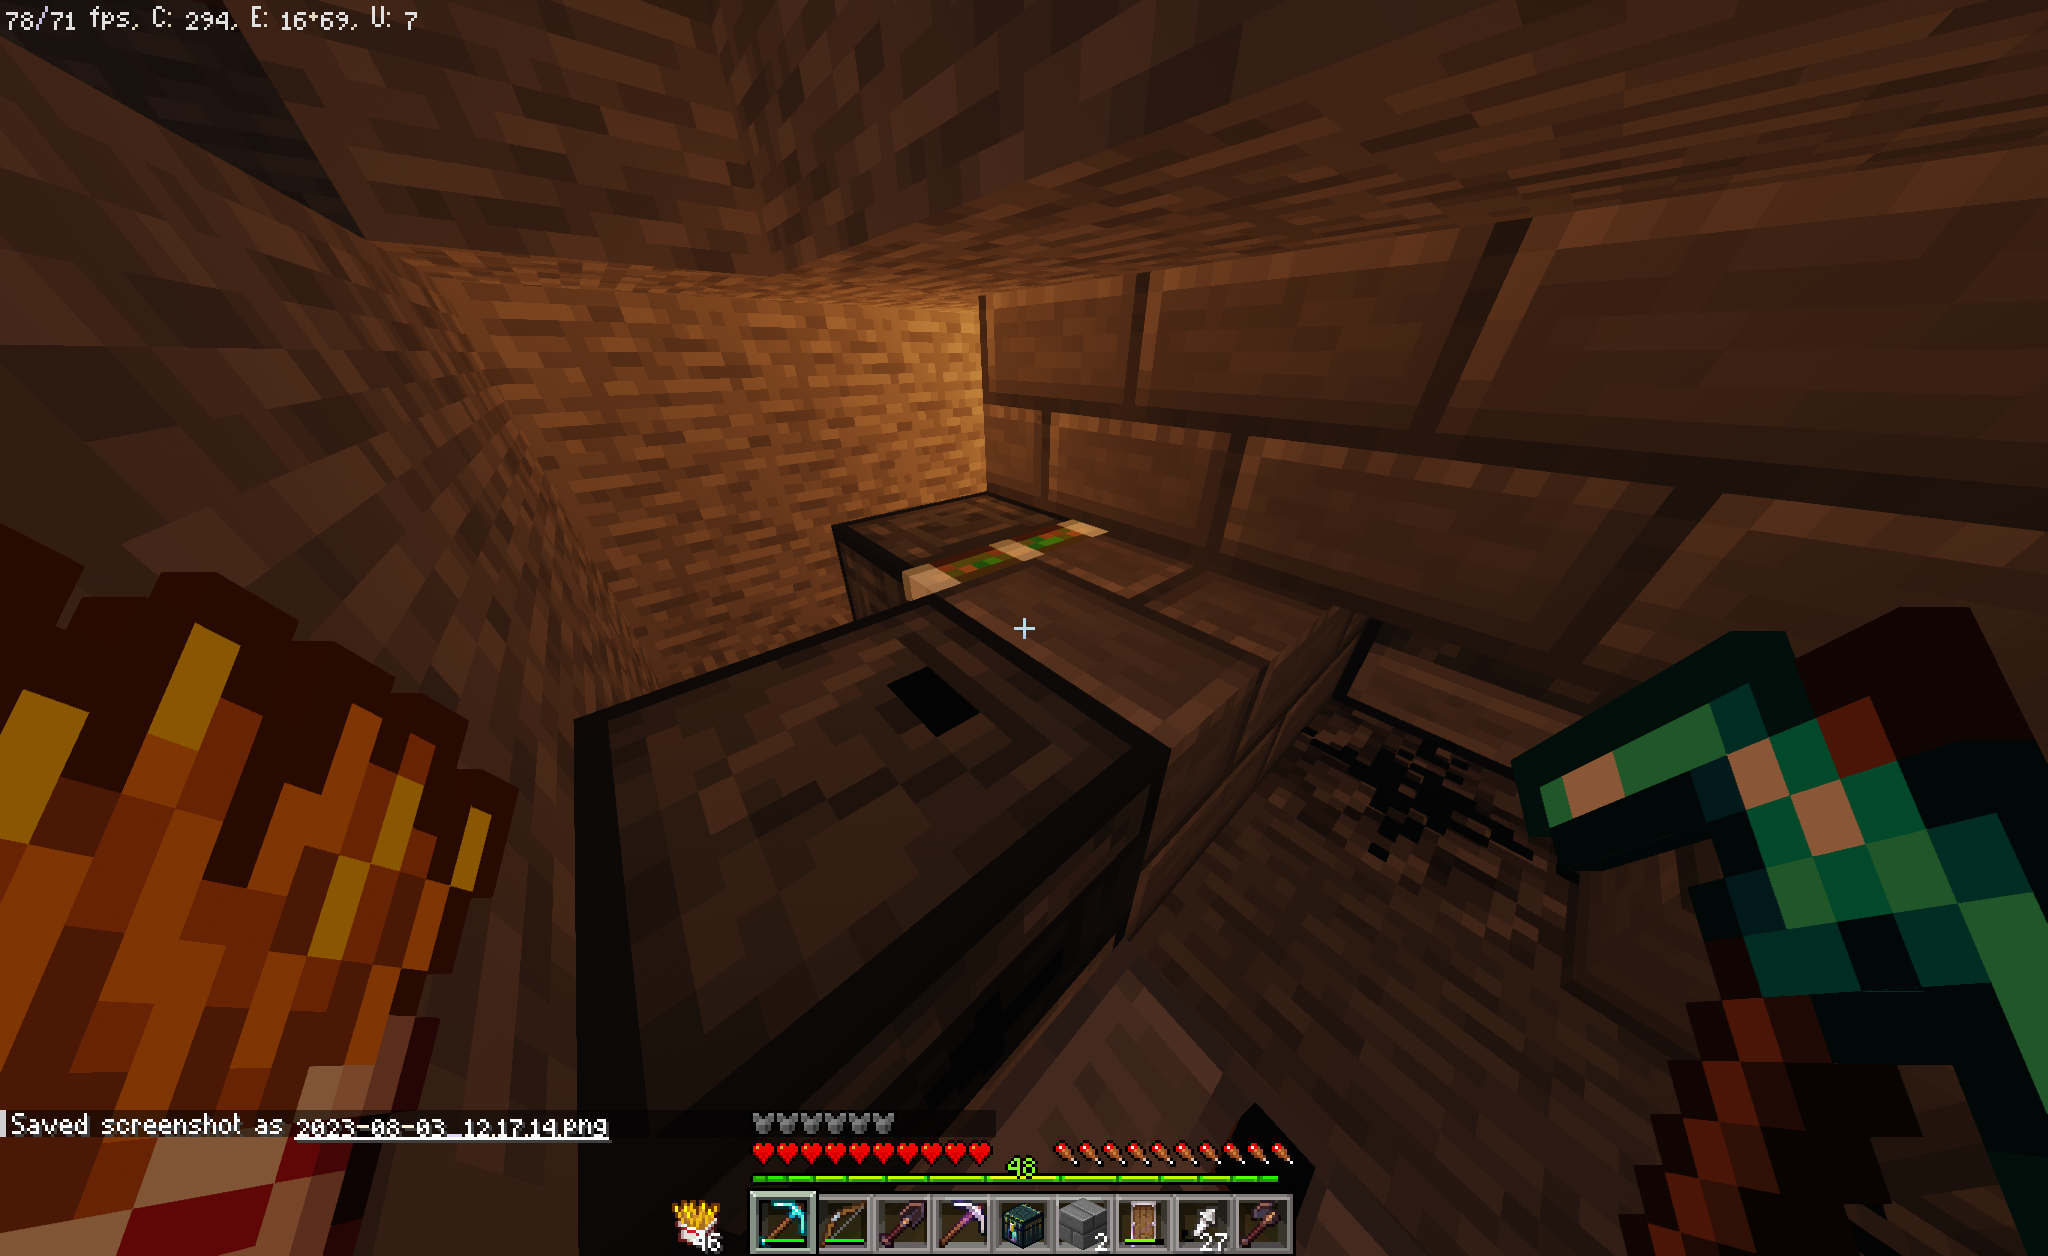 78/71 fps, C: 294, E: 16+69, U: 7
Saved screenshot as 2023-08-03_12.17.14.png
48
46
2
27